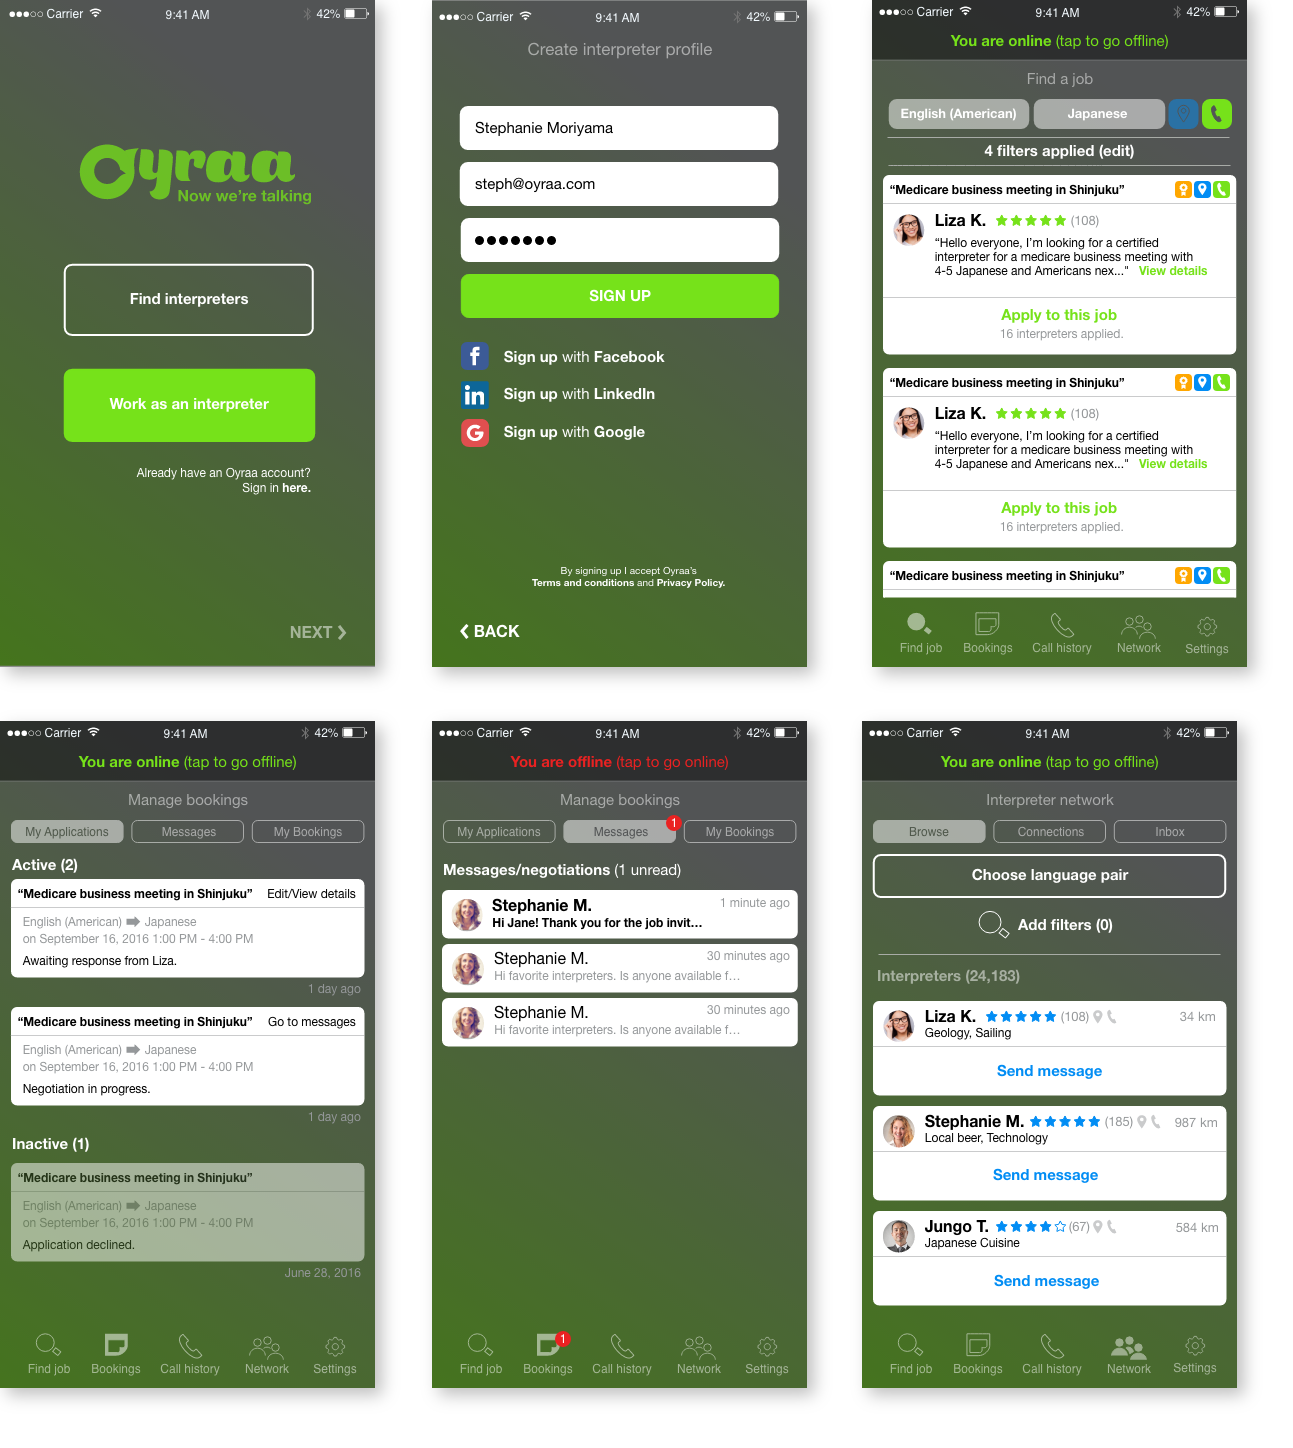 Carrier 9:41 AM 42%
Oyraa
Now we're talking
Find interpreters
Work as an interpreter
Already have an Oyraa account?
Sign in here.
NEXT
Carrier 9:41 AM 42%
Create interpreter profile
Stephanie Moriyama
steph@oyraa.com
SIGN UP
Sign up with Facebook
Sign up with LinkedIn
Sign up with Google
By signing up I accept Oyraa's
Terms and conditions and Privacy Policy.
BACK
Carrier 9:41 AM 42%
You are online (tap to go offline)
Find a job
English (American) Japanese
4 filters applied (edit)
“Medicare business meeting in Shinjuku”
Liza K. (108)
“Hello everyone, I'm looking for a certified
interpreter for a medicare business meeting with
4-5 Japanese and Americans nex...” View details
Apply to this job
16 interpreters applied.
“Medicare business meeting in Shinjuku”
Liza K. (108)
“Hello everyone, I'm looking for a certified
interpreter for a medicare business meeting with
4-5 Japanese and Americans nex...” View details
Apply to this job
16 interpreters applied.
“Medicare business meeting in Shinjuku”
Find job Bookings Call history Network Settings
Carrier 9:41 AM 42%
You are online (tap to go offline)
Manage bookings
My Applications Messages My Bookings
Active (2)
“Medicare business meeting in Shinjuku” Edit/View details
English (American) Japanese
on September 16, 2016 1:00 PM - 4:00 PM
Awaiting response from Liza.
1 day ago
“Medicare business meeting in Shinjuku” Go to messages
English (American) Japanese
on September 16, 2016 1:00 PM - 4:00 PM
Negotiation in progress.
1 day ago
Inactive (1)
“Medicare business meeting in Shinjuku”
English (American) Japanese
on September 16, 2016 1:00 PM - 4:00 PM
Application declined.
June 28, 2016
Find job Bookings Call history Network Settings
Carrier 9:41 AM 42%
You are offline (tap to go online)
Manage bookings
My Applications Messages 1 My Bookings
Messages/negotiations (1 unread)
Stephanie M. 1 minute ago
Hi Jane! Thank you for the job invit...
Stephanie M. 30 minutes ago
Hi favorite interpreters. Is anyone available f...
Stephanie M. 30 minutes ago
Hi favorite interpreters. Is anyone available f...
1
Find job Bookings Call history Network Settings
Carrier 9:41 AM 42%
You are online (tap to go offline)
Interpreter network
Browse Connections Inbox
Choose language pair
Add filters (0)
Interpreters (24,183)
Liza K. (108) 34 km
Geology, Sailing
Send message
Stephanie M. (185) 987 km
Local beer, Technology
Send message
Jungo T. (67) 584 km
Japanese Cuisine
Send message
Find job Bookings Call history Network Settings